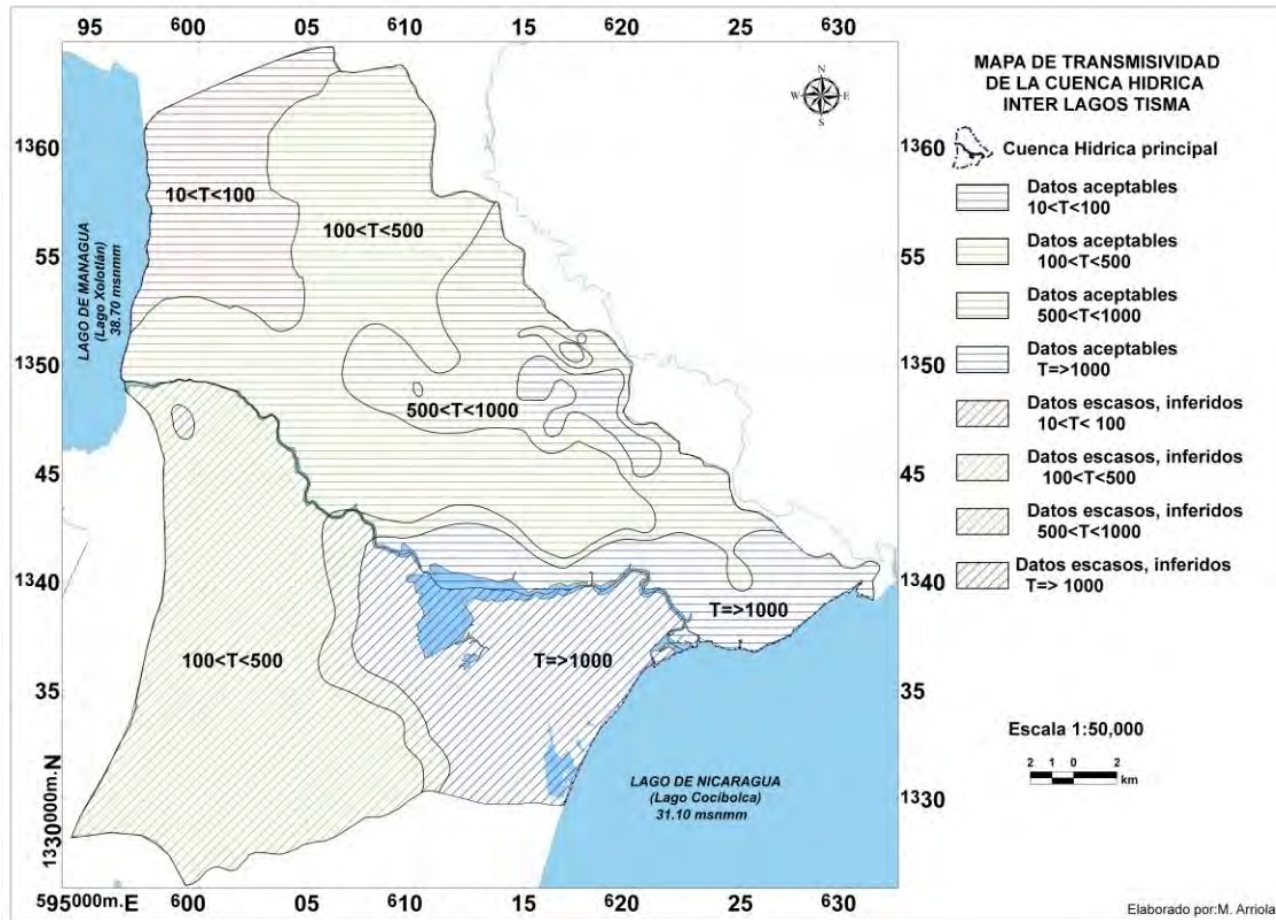 95 ⁶00 05 ⁶10 15 ⁶20 25 ⁶30
MAPA DE TRANSMISIVIDAD
DE LA CUENCA HIDRICA
INTER LAGOS TISMA
N
W E
S
Cuenca Hidrica principal
Datos aceptables
10<T<100
Datos aceptables
100<T<500
Datos aceptables
500<T<1000
Datos aceptables
T=>1000
Datos escasos, inferidos
10<T< 100
Datos escasos, inferidos
100<T<500
Datos escasos, inferidos
500<T<1000
Datos escasos, inferidos
T=> 1000
Escala 1:50,000
2 1 0 2
km
¹³60
55
¹³50
45
¹³40
35
¹³30⁰⁰⁰m.N
¹³60
55
¹³50
45
¹³40
35
¹³30
10<T<100
100<T<500
LAGO DE MANAGUA
(Lago Xolotlán)
38.70 msnmm
500<T<1000
T=>1000
100<T<500
T=>1000
LAGO DE NICARAGUA
(Lago Cocibolca)
31.10 msnmm
⁵95⁰⁰⁰m.E ⁶00 05 ⁶10 15 ⁶20 25 ⁶30
Elaborado por:M. Arriola